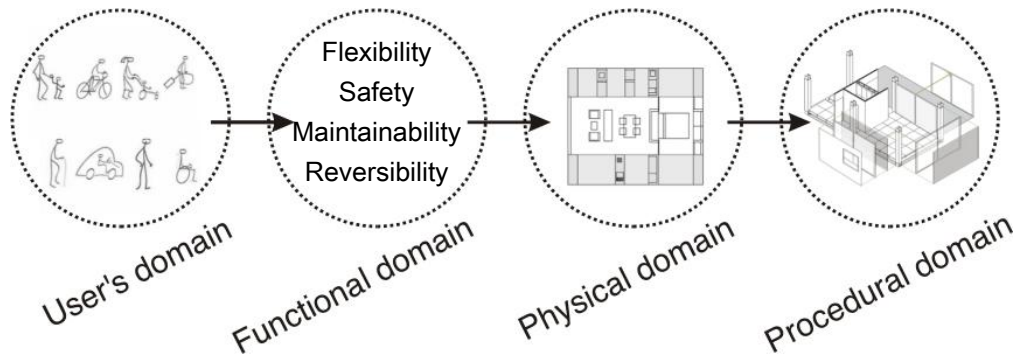 Flexibility
Safety
Maintainability
Reversibility
User's domain
Functional domain
Physical domain
Procedural domain